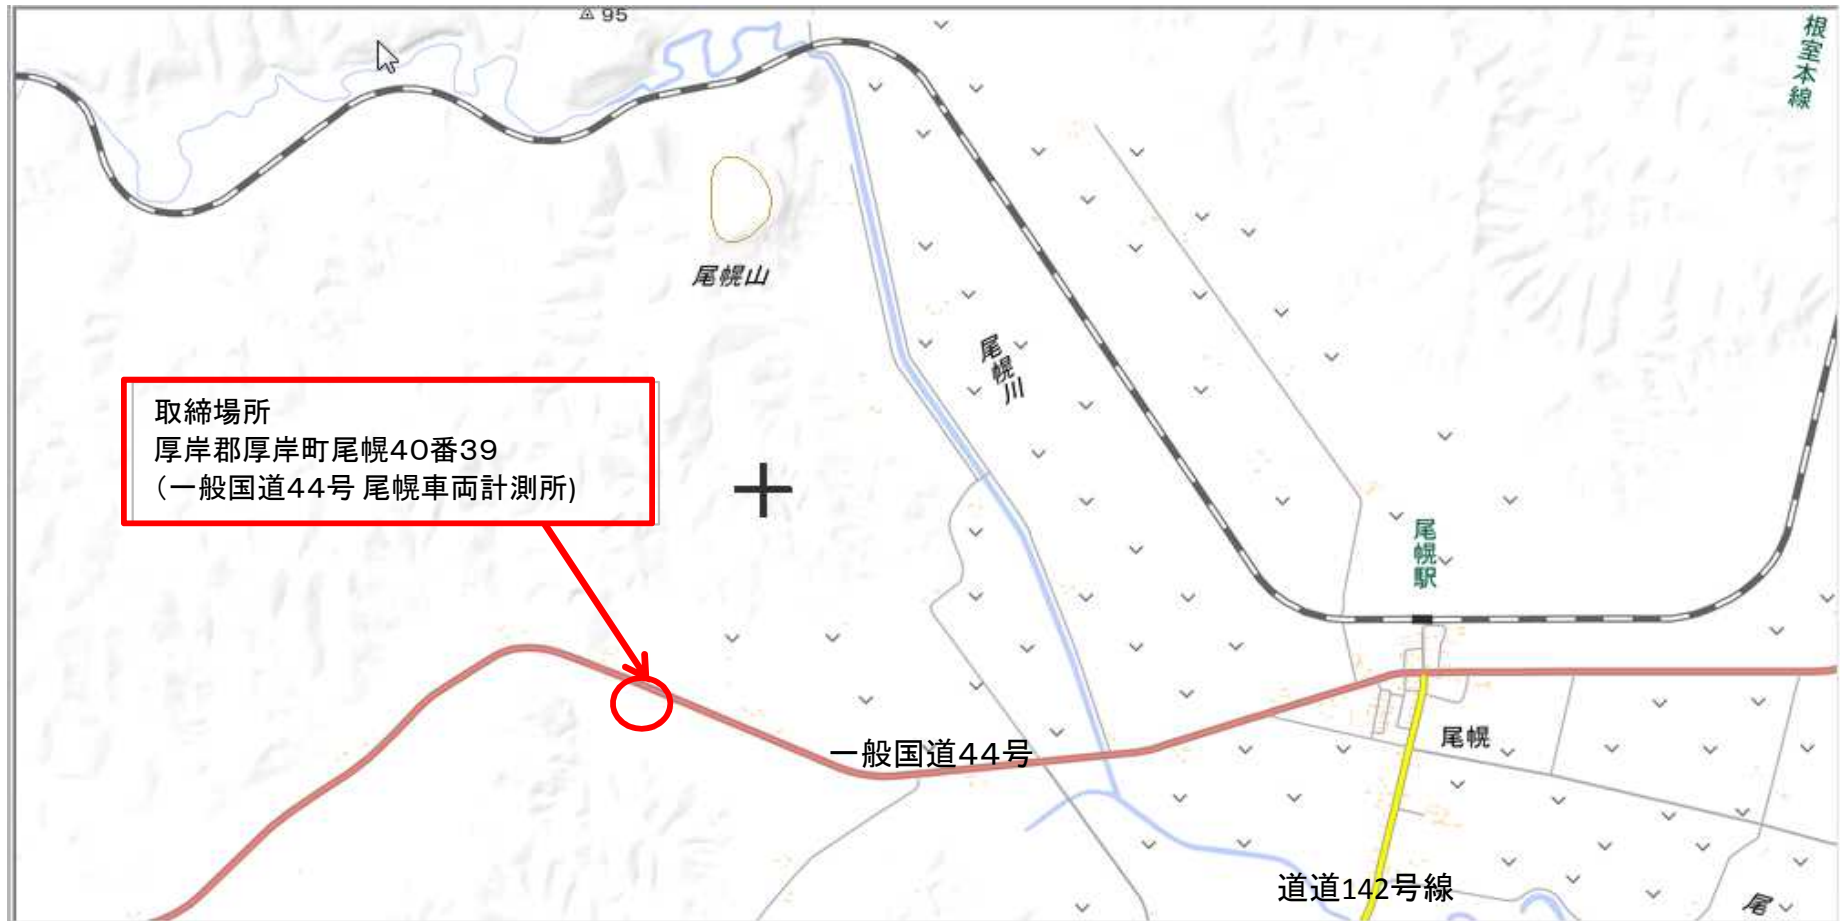 95
根室本線
尾幌山
尾幌川
取締場所
厚岸郡厚岸町尾幌40番39
(一般国道44号 尾幌車両計測所)
尾幌駅
一般国道44号
尾幌
道道142号線
尾